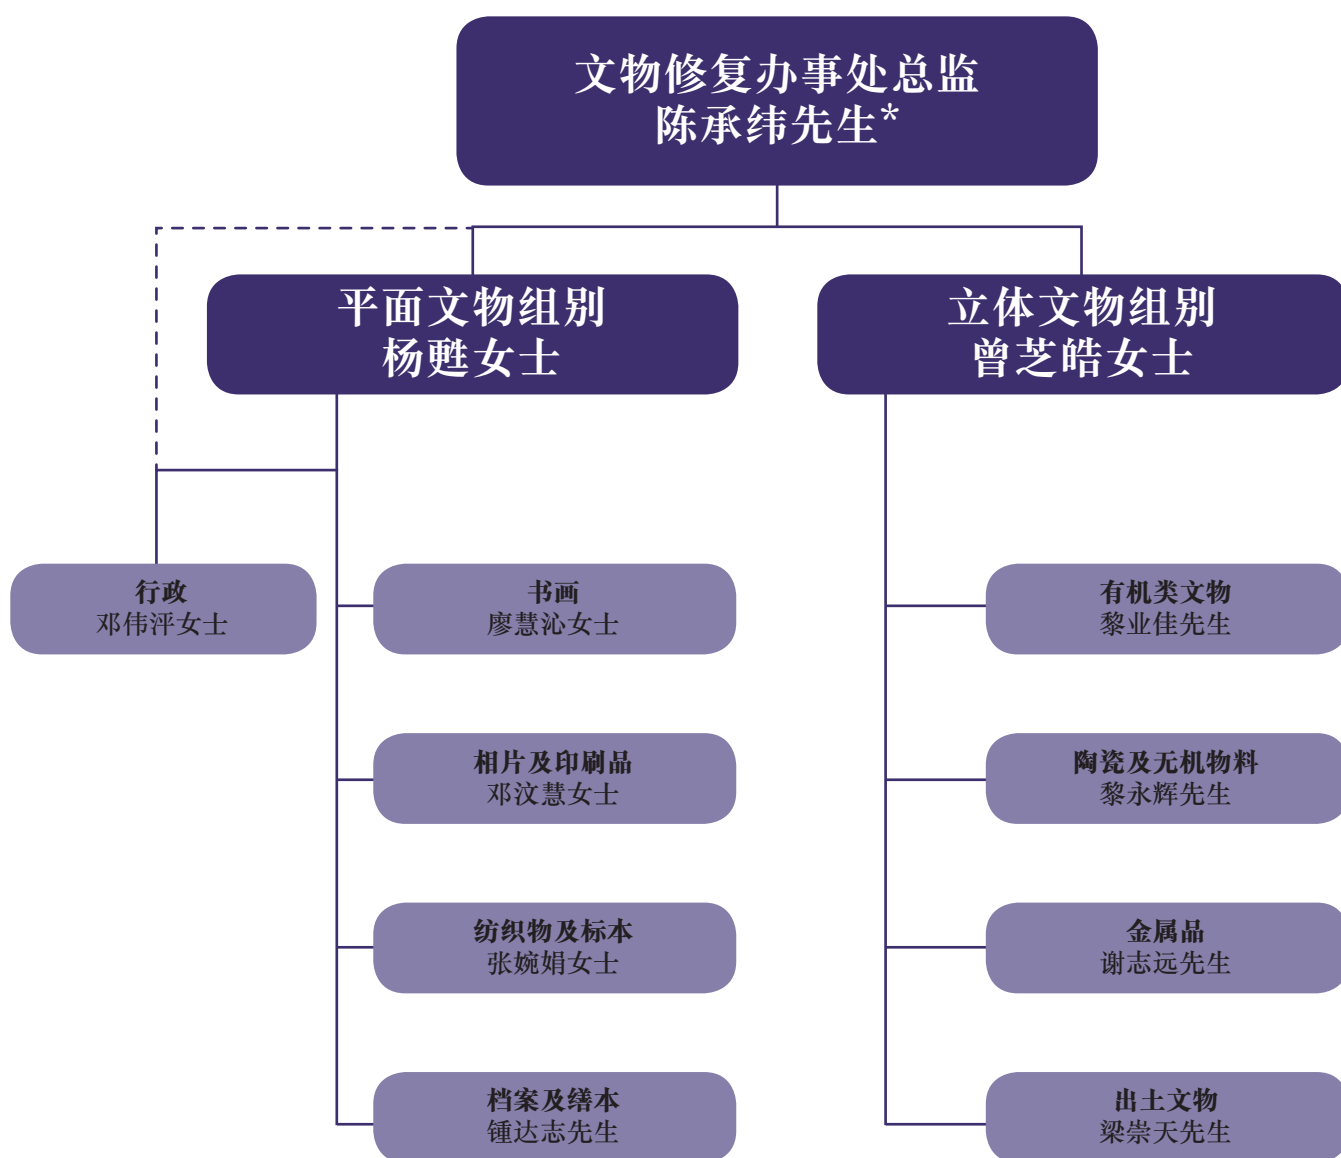 文物修复办事处总监
陈承纬先生*
平面文物组别
杨甦女士
立体文物组别
曾芝皓女士
行政
邓伟泙女士
书画
廖慧沁女士
有机类文物
黎业佳先生
相片及印刷品
邓汶慧女士
陶瓷及无机物料
黎永辉先生
纺织物及标本
张婉娟女士
金属品
谢志远先生
档案及缮本
锺达志先生
出土文物
梁崇天先生